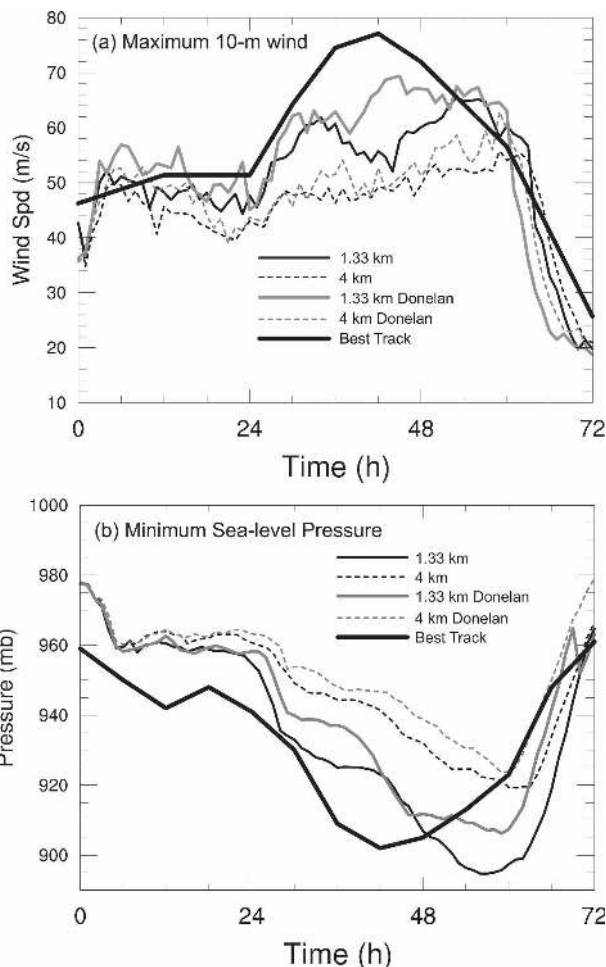 (a) Maximum 10-m wind
80
70
60
50
40
30
20
10
Wind Spd (m/s)
1.33 km
4 km
1.33 km Donelan
4 km Donelan
Best Track
0
24
48
72
Time (h)
(b) Minimum Sea-level Pressure
1000
980
960
940
920
900
Pressure (mb)
1.33 km
4 km
1.33 km Donelan
4 km Donelan
Best Track
0
24
48
72
Time (h)